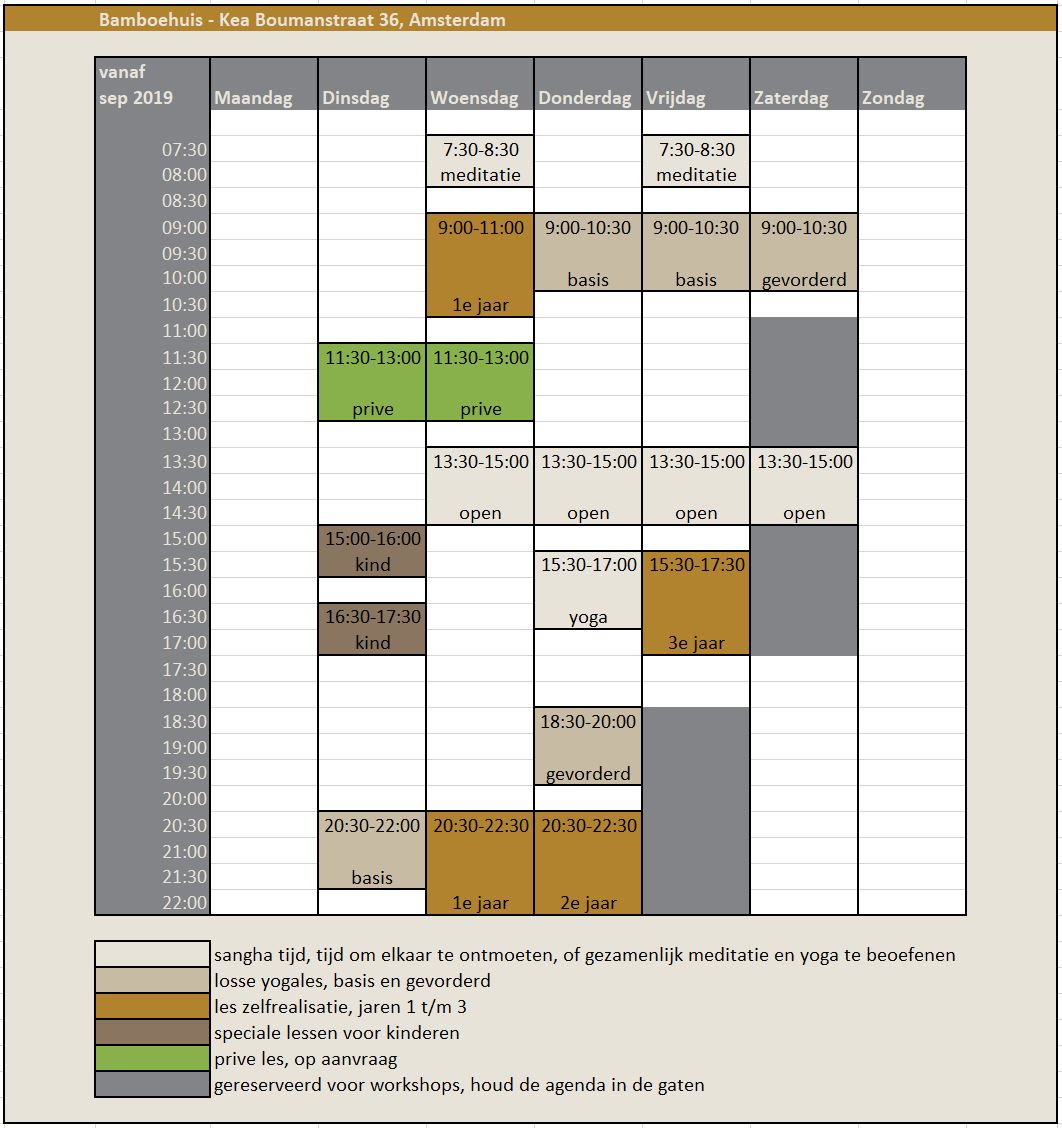 Bamboehuis - Kea Boumanstraat 36, Amsterdam
vanaf
sep 2019 Maandag Dinsdag Woensdag Donderdag Vrijdag Zaterdag Zondag
07:30 7:30-8:30 7:30-8:30
08:00 meditatie meditatie
08:30
09:00 9:00-11:00 9:00-10:30 9:00-10:30 9:00-10:30
09:30
10:00 basis basis gevorderd
10:30 1e jaar
11:00
11:30 11:30-13:00 11:30-13:00
12:00
12:30 prive prive
13:00
13:30 13:30-15:00 13:30-15:00 13:30-15:00 13:30-15:00
14:00
14:30 open open open open
15:00 15:00-16:00
15:30 kind 15:30-17:00 15:30-17:30
16:00
16:30 16:30-17:30 yoga
17:00 kind 3e jaar
17:30
18:00
18:30 18:30-20:00
19:00
19:30 gevorderd
20:00
20:30 20:30-22:00 20:30-22:30 20:30-22:30
21:00
21:30 basis
22:00 1e jaar 2e jaar
sangha tijd, tijd om elkaar te ontmoeten, of gezamenlijk meditatie en yoga te beoefenen
losse yogales, basis en gevorderd
les zelfrealisatie, jaren 1 t/m 3
speciale lessen voor kinderen
prive les, op aanvraag
gereserveerd voor workshops, houd de agenda in de gaten